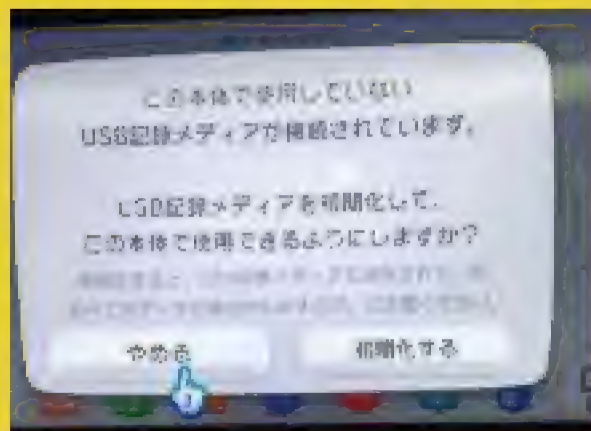 この本体で使用していない
USB記録メディアが接続されています。
USB記録メディアを初期化して、
この本体で使用できるようにしますか?
やめる
初期化する